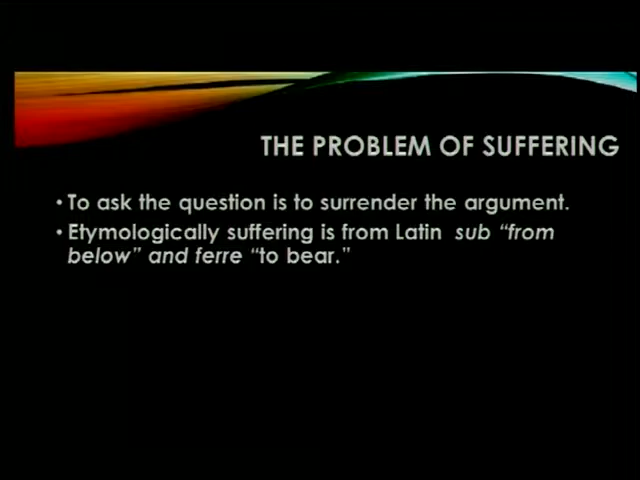 THE PROBLEM OF SUFFERING
• To ask the question is to surrender the argument.
• Etymologically suffering is from Latin sub “from
below” and ferre “to bear.”